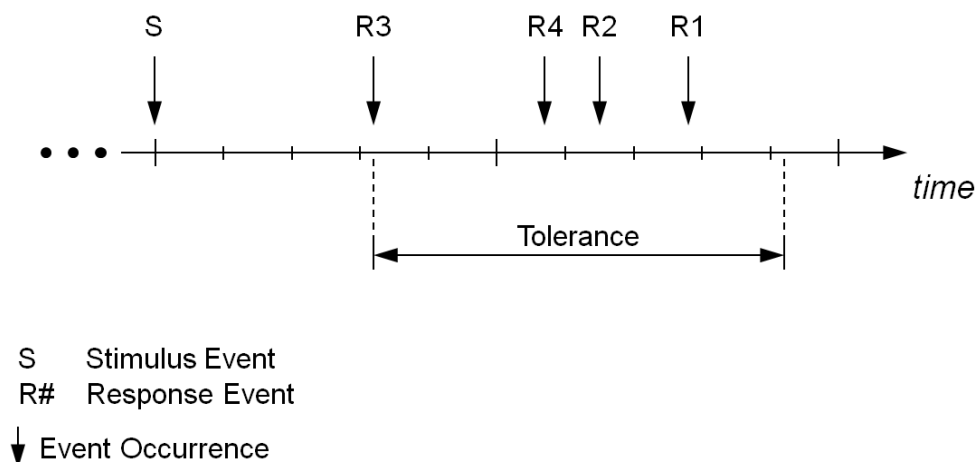 S R3 R4 R2 R1
time
Tolerance
S Stimulus Event
R# Response Event
Event Occurrence